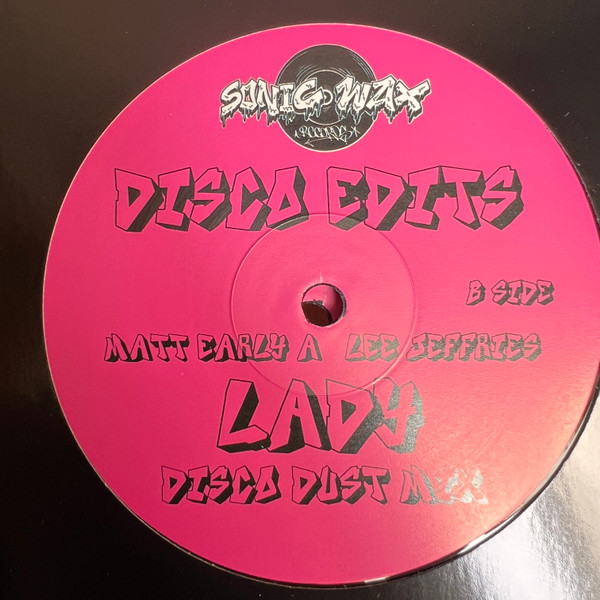 SONIC WAX
RECORDS
DISCO EDITS
B SIDE
MATT EARLY A LEE JEFFRIES
LADY
DISCO DUST MIX